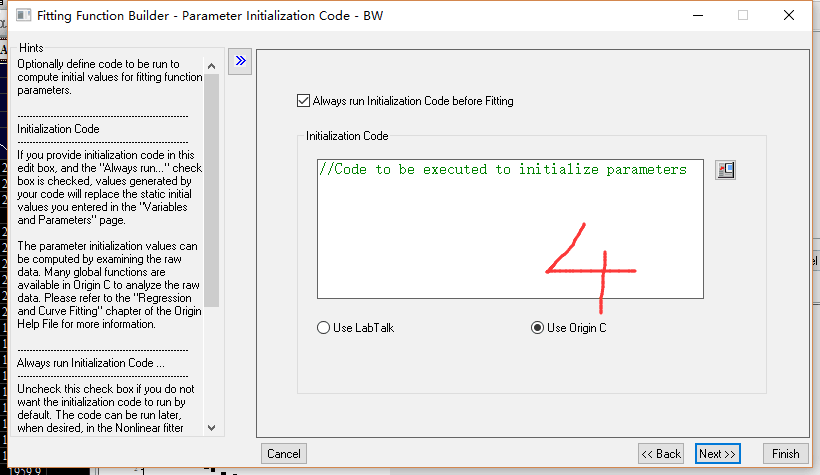 Fitting Function Builder - Parameter Initialization Code - BW
Hints
Optionally define code to be run to
compute initial values for fitting function
parameters.
--------------------------------------------------------
Initialization Code
--------------------------------------------------------
If you provide initialization code in this
edit box, and the "Always run..." check
box is checked, values generated by
your code will replace the static initial
values you entered in the "Variables
and Parameters" page.
The parameter initialization values can
be computed by examining the raw
data. Many global functions are
available in Origin C to analyze the raw
data. Please refer to the "Regression
and Curve Fitting" chapter of the Origin
Help File for more information.
--------------------------------------------------------
Always run Initialization Code ...
--------------------------------------------------------
Uncheck this check box if you do not
want the initialization code to run by
default. The code can be run later,
when desired, in the Nonlinear fitter
Always run Initialization Code before Fitting
Initialization Code
//Code to be executed to initialize parameters
4
Use LabTalk
Use Origin C
Cancel
<< Back
Next >>
Finish
1959.9